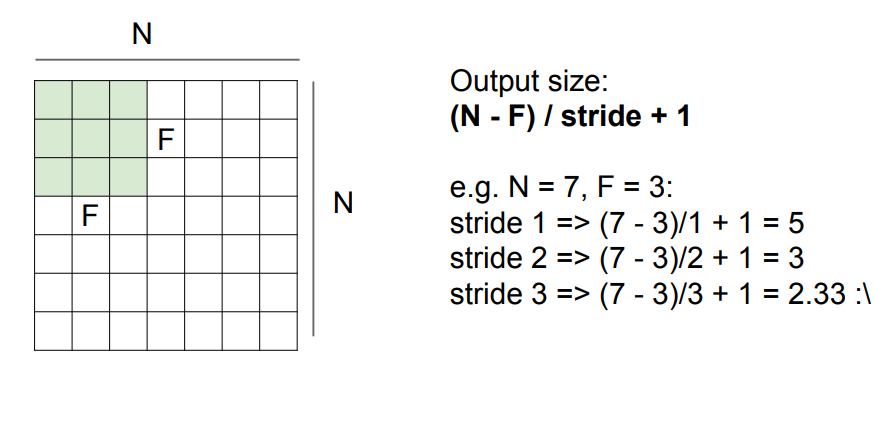 N
F
N
F
Output size:
(N - F) / stride + 1
e.g. N = 7, F = 3:
stride 1 => (7 - 3)/1 + 1 = 5
stride 2 => (7 - 3)/2 + 1 = 3
stride 3 => (7 - 3)/3 + 1 = 2.33 :\